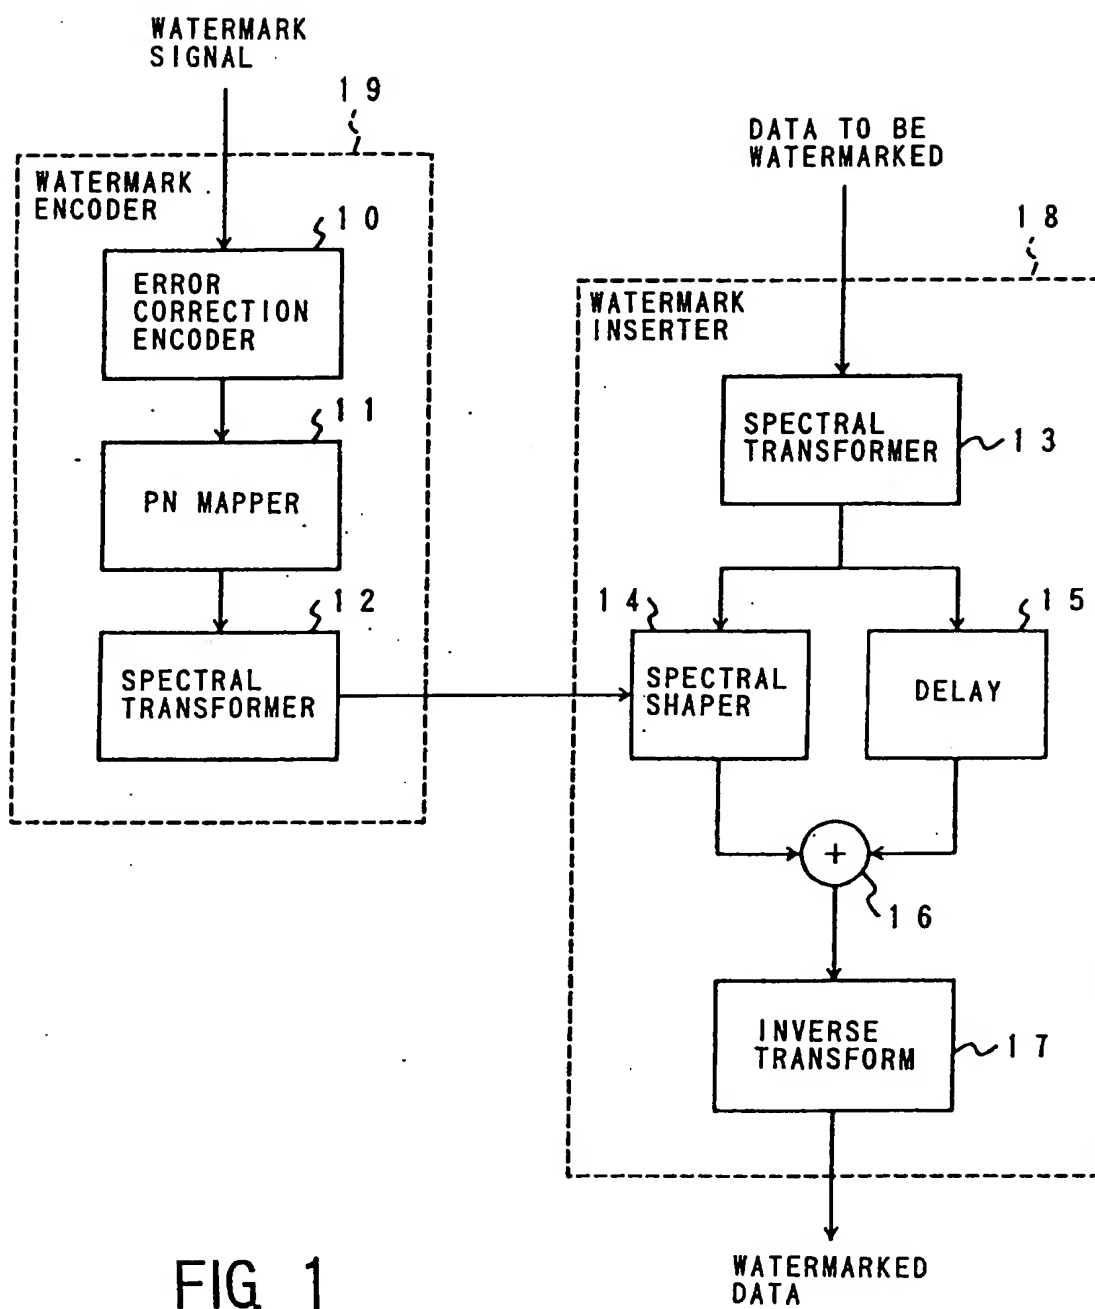 WATERMARK
SIGNAL
19
WATERMARK
ENCODER
10
ERROR
CORRECTION
ENCODER
11
PN MAPPER
12
SPECTRAL
TRANSFORMER
DATA TO BE
WATERMARKED
18
WATERMARK
INSERTER
SPECTRAL
TRANSFORMER
13
14
SPECTRAL
SHAPER
15
DELAY
+
16
INVERSE
TRANSFORM
17
WATERMARKED
DATA
FIG. 1